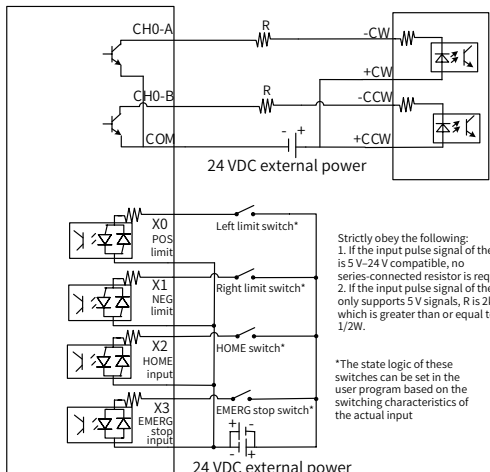 CH0-A
R
-CW
+CW
CH0-B
R
-CCW
COM
- +
+CCW
24 VDC external power
X0
POS
limit
Left limit switch*
X1
NEG
limit
Right limit switch*
X2
HOME
input
HOME switch*
X3
EMERG
stop
input
EMERG stop switch*
+ -
- +
24 VDC external power
Strictly obey the following:
1. If the input pulse signal of the
is 5 V–24 V compatible, no
series-connected resistor is req
2. If the input pulse signal of the
only supports 5 V signals, R is 2
which is greater than or equal t
1/2W.
*The state logic of these
switches can be set in the
user program based on the
switching characteristics of
the actual input